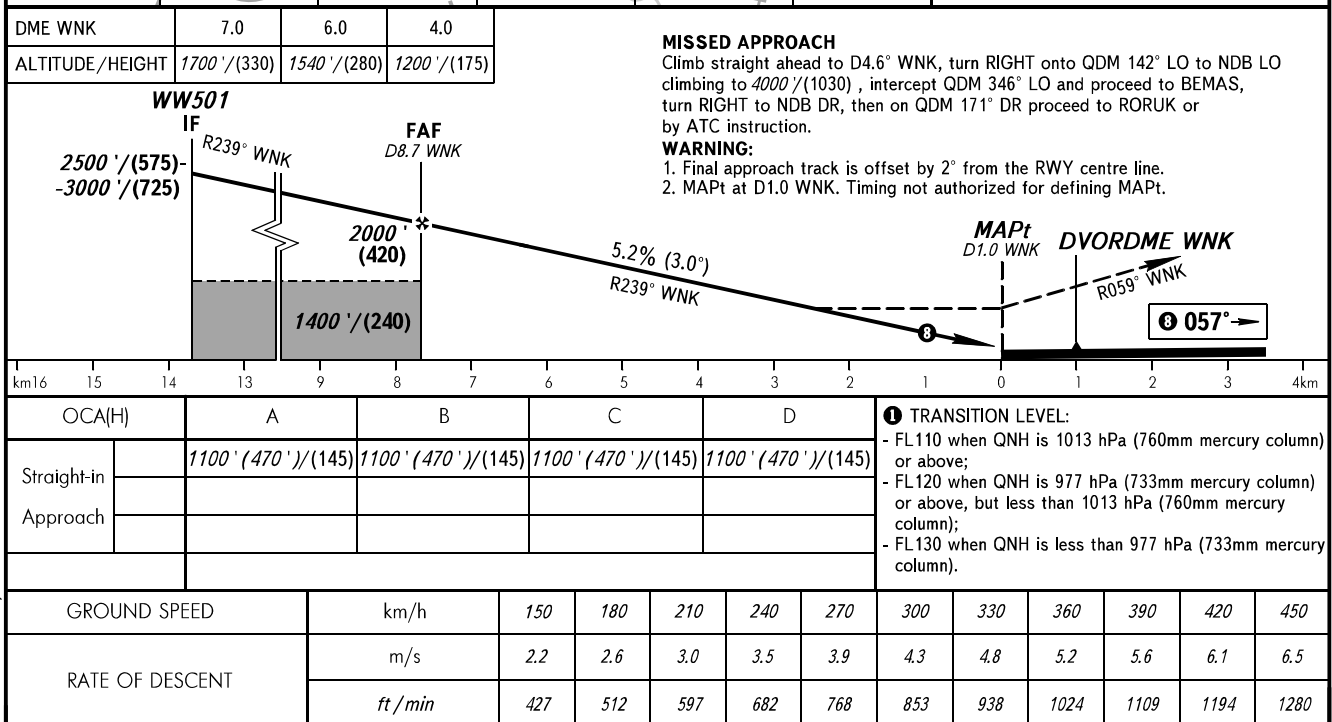 DME WNK 7.0 6.0 4.0
ALTITUDE/HEIGHT 1700 '/(330) 1540 '/(280) 1200 '/(175)
MISSED APPROACH
Climb straight ahead to D4.6° WNK, turn RIGHT onto QDM 142° LO to NDB LO
climbing to 4000 '/(1030) , intercept QDM 346° LO and proceed to BEMAS,
turn RIGHT to NDB DR, then on QDM 171° DR proceed to RORUK or
by ATC instruction.
WARNING:
1. Final approach track is offset by 2° from the RWY centre line.
2. MAPt at D1.0 WNK. Timing not authorized for defining MAPt.
WW501
IF
R239° WNK
2500 '/(575)-
-3000 '/(725)
FAF
D8.7 WNK
2000 '
(420)
1400 '/(240)
5.2% (3.0°)
R239° WNK
MAPt
D1.0 WNK
DVORDME WNK
R059° WNK
8
8 057°
km16 15 14 13 9 8 7 6 5 4 3 2 1 0 1 2 3 4km
OCA(H) A B C D
Straight-in
Approach
1100 ' (470 ')/(145) 1100 ' (470 ')/(145) 1100 ' (470 ')/(145) 1100 ' (470 ')/(145)
1 TRANSITION LEVEL:
- FL110 when QNH is 1013 hPa (760mm mercury column)
or above;
- FL120 when QNH is 977 hPa (733mm mercury column)
or above, but less than 1013 hPa (760mm mercury
column);
- FL130 when QNH is less than 977 hPa (733mm mercury
column).
GROUND SPEED km/h 150 180 210 240 270 300 330 360 390 420 450
RATE OF DESCENT
m/s 2.2 2.6 3.0 3.5 3.9 4.3 4.8 5.2 5.6 6.1 6.5
ft/min 427 512 597 682 768 853 938 1024 1109 1194 1280